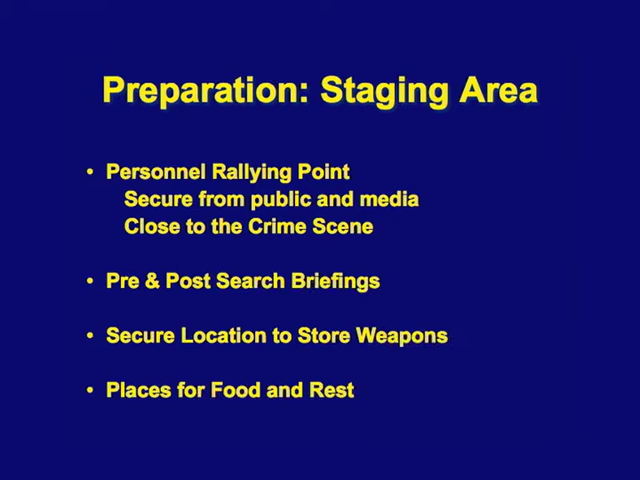 Preparation: Staging Area
• Personnel Rallying Point
Secure from public and media
Close to the Crime Scene
• Pre & Post Search Briefings
• Secure Location to Store Weapons
• Places for Food and Rest